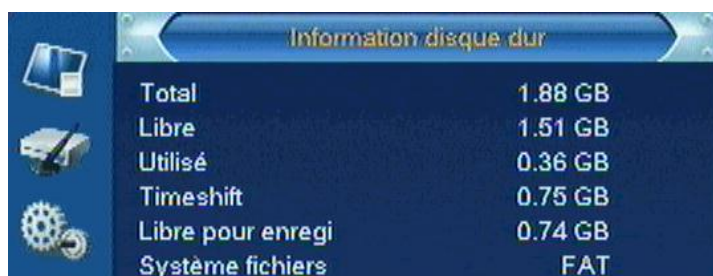 Information disque dur
Total 1.88 GB
Libre 1.51 GB
Utilisé 0.36 GB
Timeshift 0.75 GB
Libre pour enregi 0.74 GB
Système fichiers FAT